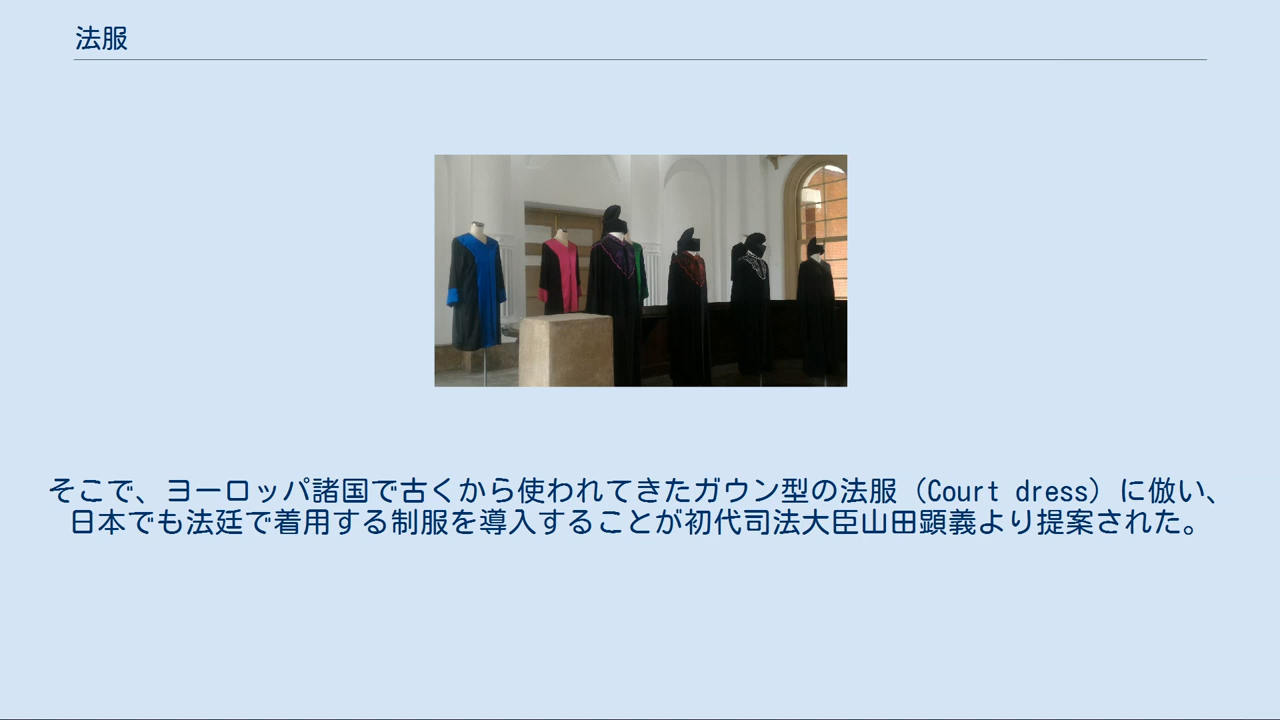 法服
そこで、ヨーロッパ諸国で古くから使われてきたガウン型の法服（Court dress）に倣い、
日本でも法廷で着用する制服を導入することが初代司法大臣山田顕義より提案された。